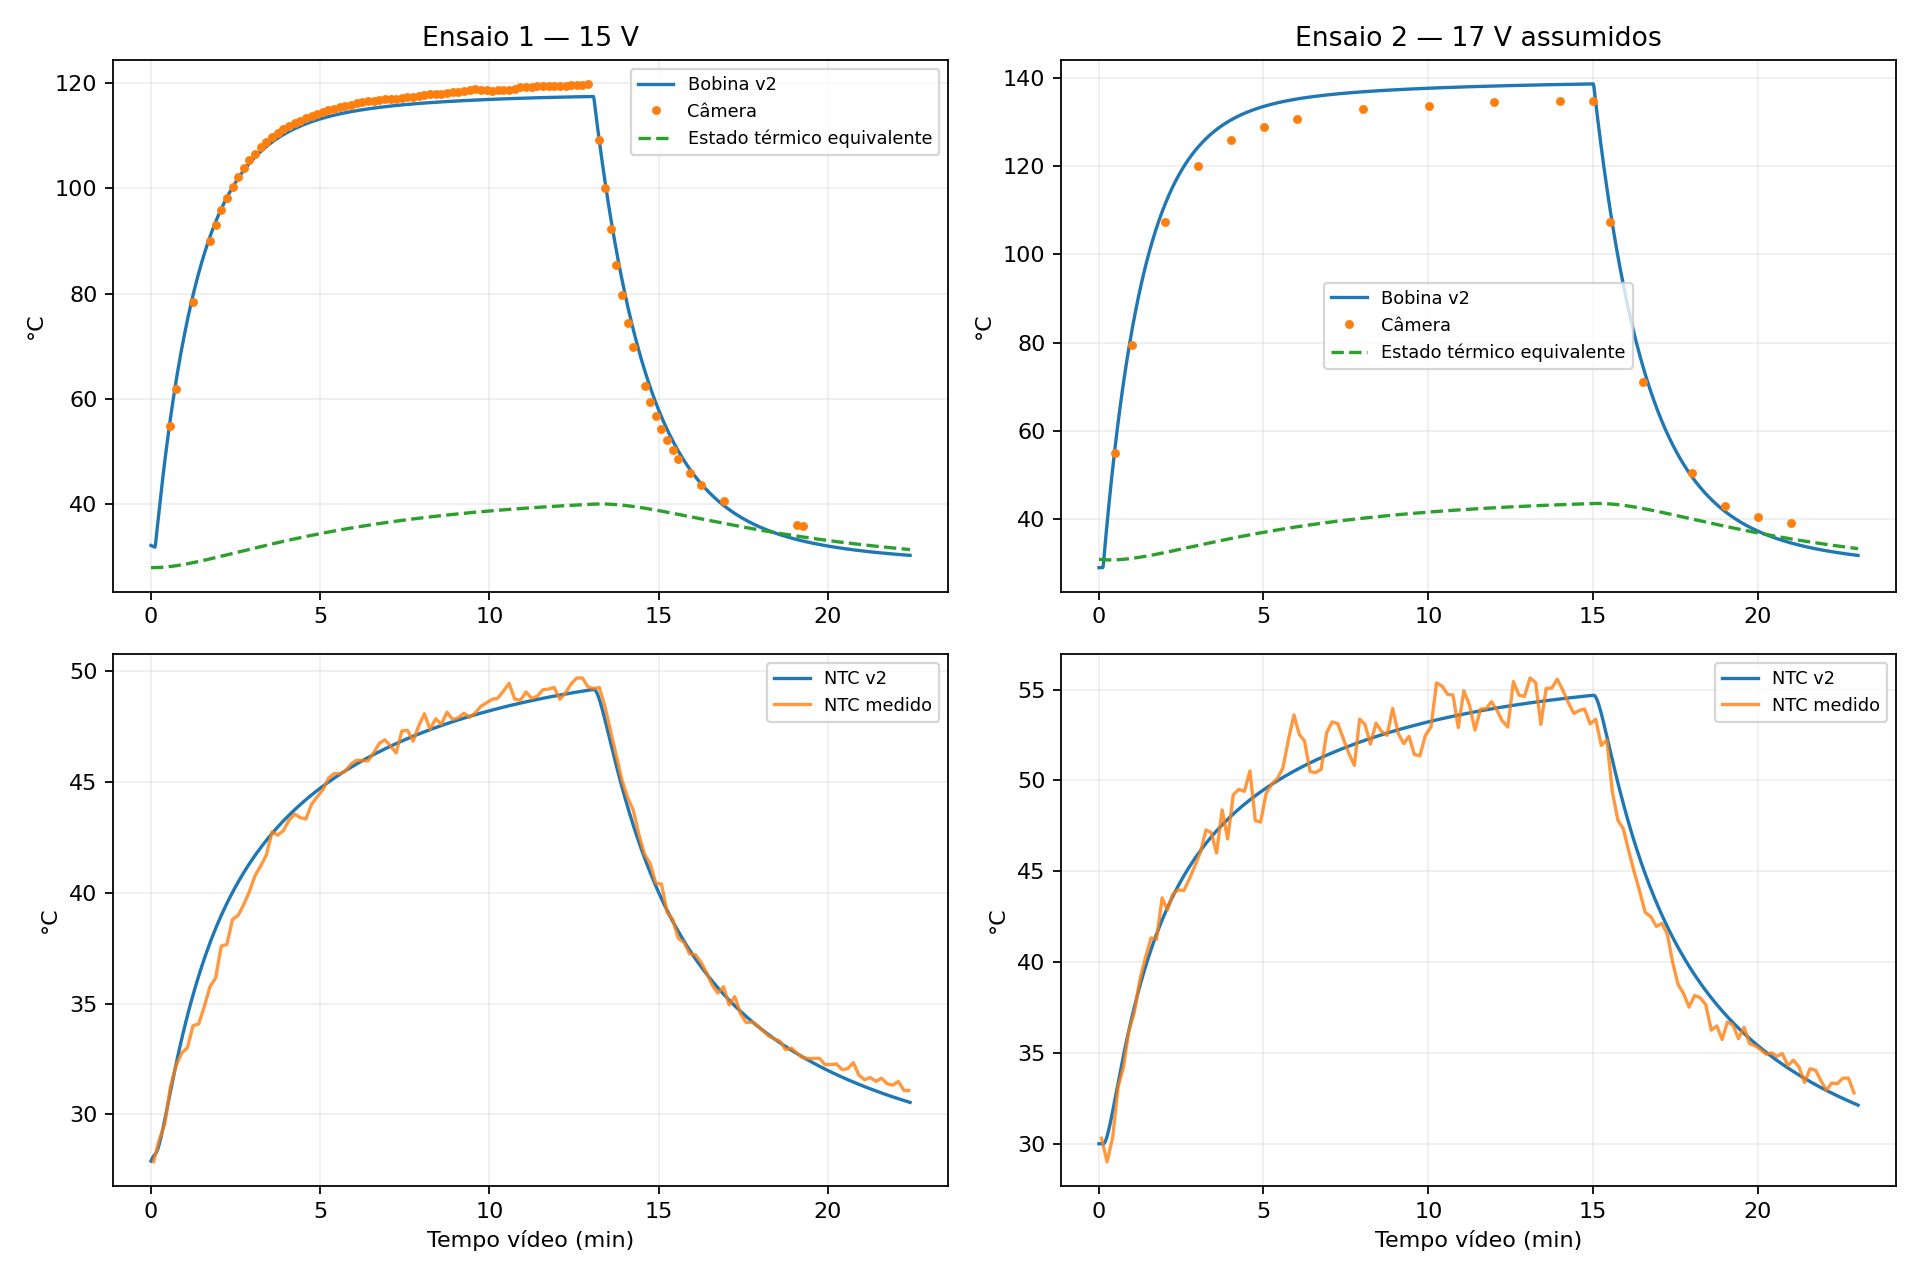 Ensaio 1 — 15 V
°C
120
100
80
60
40
0 5 10 15 20
Bobina v2
Câmera
Estado térmico equivalente
Ensaio 2 — 17 V assumidos
°C
140
120
100
80
60
40
0 5 10 15 20
Bobina v2
Câmera
Estado térmico equivalente
°C
50
45
40
35
30
0 5 10 15 20
Tempo vídeo (min)
NTC v2
NTC medido
°C
55
50
45
40
35
30
0 5 10 15 20
Tempo vídeo (min)
NTC v2
NTC medido